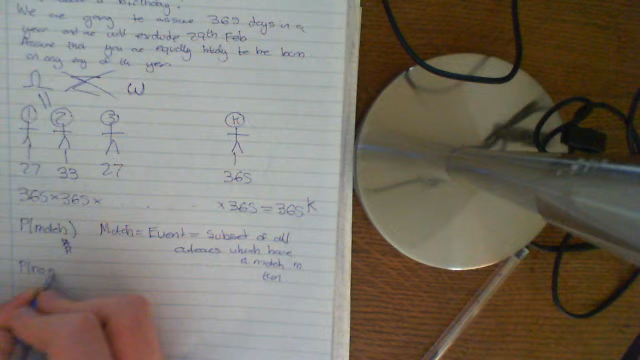 a birthday.
We are going to assume 365 days in a
year and we will exclude 29th Feb
Assume that you are equally likely to be born
on any day of the year
Ω ω
1 2 3 K
27 33 27 365
365×365× . . . . ×365 = 365^K
P(match) Match = Event = Subset of all
which have
a match in
P(no